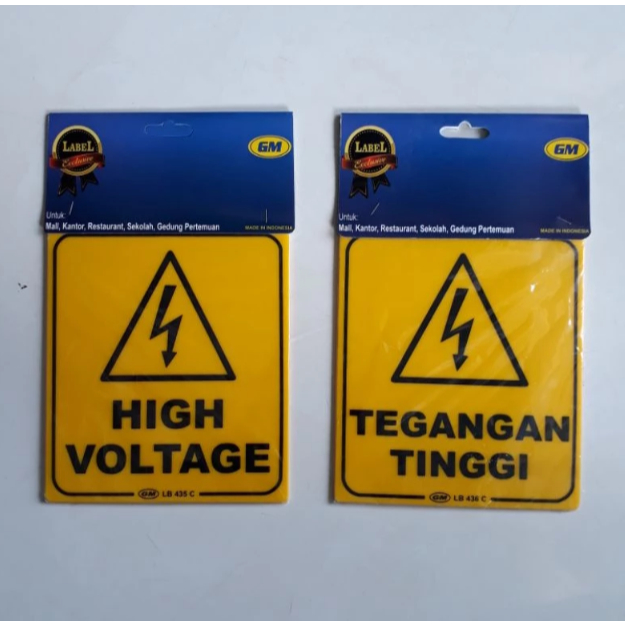 LABEL
Exclusive
GM
Untuk:
Mall, Kantor, Restaurant, Sekolah, Gedung Pertemuan
MADE IN INDONESIA
HIGH
VOLTAGE
GM LB 435 C
LABEL
Exclusive
GM
Untuk:
Mall, Kantor, Restaurant, Sekolah, Gedung Pertemuan
MADE IN INDONESIA
TEGANGAN
TINGGI
GM LB 436 C